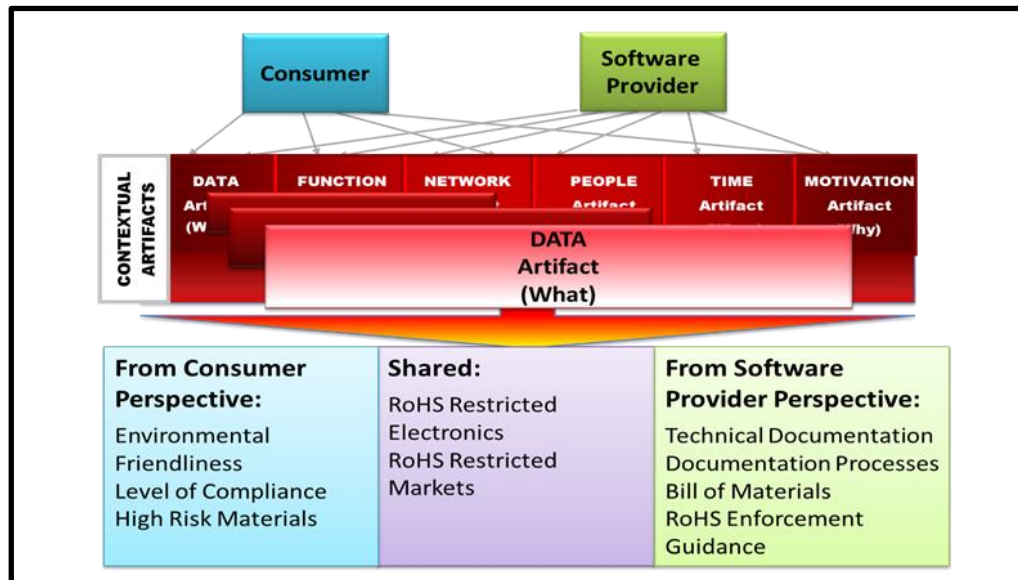 Consumer
Software
Provider
CONTEXTUAL
ARTIFACTS
DATA
FUNCTION
NETWORK
PEOPLE
Artifact
TIME
Artifact
MOTIVATION
Artifact
DATA
Artifact
(What)
From Consumer
Perspective:
Environmental
Friendliness
Level of Compliance
High Risk Materials
Shared:
RoHS Restricted
Electronics
RoHS Restricted
Markets
From Software
Provider Perspective:
Technical Documentation
Documentation Processes
Bill of Materials
RoHS Enforcement
Guidance